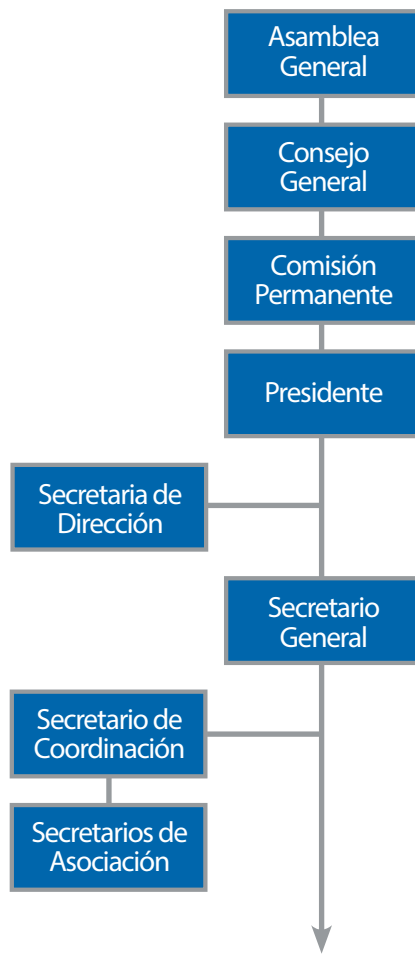 Asamblea
General
Consejo
General
Comisión
Permanente
Presidente
Secretaria de
Dirección
Secretario
General
Secretario de
Coordinación
Secretarios de
Asociación